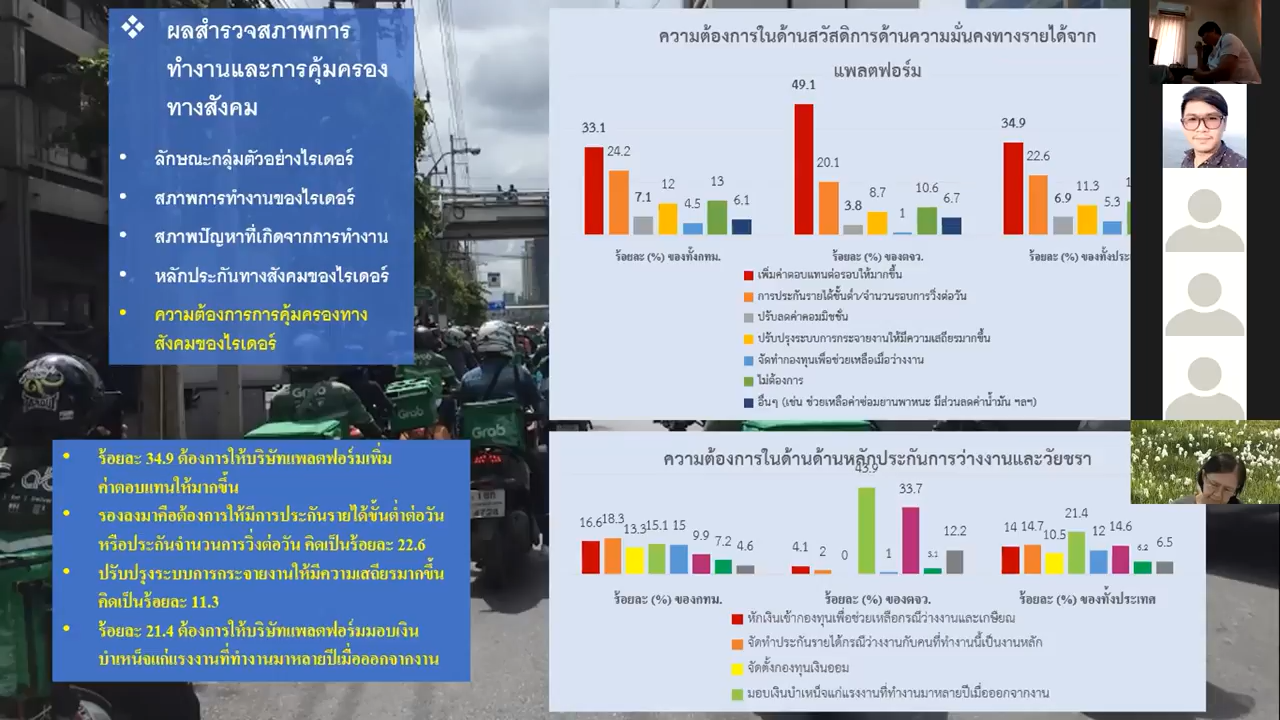 ❖ ผลสำรวจสภาพการ
ทำงานและการคุ้มครอง
ทางสังคม
• ลักษณะกลุ่มตัวอย่างไรเดอร์
• สภาพการทำงานของไรเดอร์
• สภาพปัญหาที่เกิดจากการทำงาน
• หลักประกันทางสังคมของไรเดอร์
• ความต้องการการคุ้มครองทาง
สังคมของไรเดอร์
• ร้อยละ 34.9 ต้องการให้บริษัทแพลตฟอร์มเพิ่ม
ค่าตอบแทนให้มากขึ้น
• รองลงมาคือต้องการให้มีการประกันรายได้ขั้นต่ำต่อวัน
หรือประกันจำนวนการวิ่งต่อวัน คิดเป็นร้อยละ 22.6
• ปรับปรุงระบบการกระจายงานให้มีความเสถียรมากขึ้น
คิดเป็นร้อยละ 11.3
• ร้อยละ 21.4 ต้องการให้บริษัทแพลตฟอร์มมอบเงิน
บำเหน็จแก่แรงงานที่ทำงานมาหลายปีเมื่อออกจากงาน
ความต้องการในด้านสวัสดิการด้านความมั่นคงทางรายได้จาก
แพลตฟอร์ม
33.1 24.2 7.1 12 4.5 13 6.1
49.1 20.1 3.8 8.7 1 10.6 6.7
34.9 22.6 6.9 11.3 5.3
ร้อยละ (%) ของทั้งกทม. ร้อยละ (%) ของตจว. ร้อยละ (%) ของทั้งประ
เพิ่มค่าตอบแทนต่อรอบให้มากขึ้น
การประกันรายได้ขั้นต่ำ/จำนวนรอบการวิ่งต่อวัน
ปรับลดค่าคอมมิชชั่น
ปรับปรุงระบบการกระจายงานให้มีความเสถียรมากขึ้น
จัดทำกองทุนเพื่อช่วยเหลือเมื่อว่างงาน
ไม่ต้องการ
อื่นๆ (เช่น ช่วยเหลือค่าซ่อมยานพาหนะ มีส่วนลดค่าน้ำมัน ฯลฯ)
ความต้องการในด้านด้านหลักประกันการว่างงานและวัยชรา
16.6 18.3 13.3 15.1 15 9.9 7.2 4.6
4.1 2 0 43.9 1 33.7 3.1 12.2
14 14.7 10.5 21.4 12 14.6 6.2 6.5
ร้อยละ (%) ของกทม. ร้อยละ (%) ของตจว. ร้อยละ (%) ของทั้งประเทศ
หักเงินเข้ากองทุนเพื่อช่วยเหลือกรณีว่างงานและเกษียณ
จัดทำประกันรายได้กรณีว่างงานกับคนที่ทำงานนี้เป็นงานหลัก
จัดตั้งกองทุนเงินออม
มอบเงินบำเหน็จแก่แรงงานที่ทำงานมาหลายปีเมื่อออกจากงาน
Grab
Grab
Grab